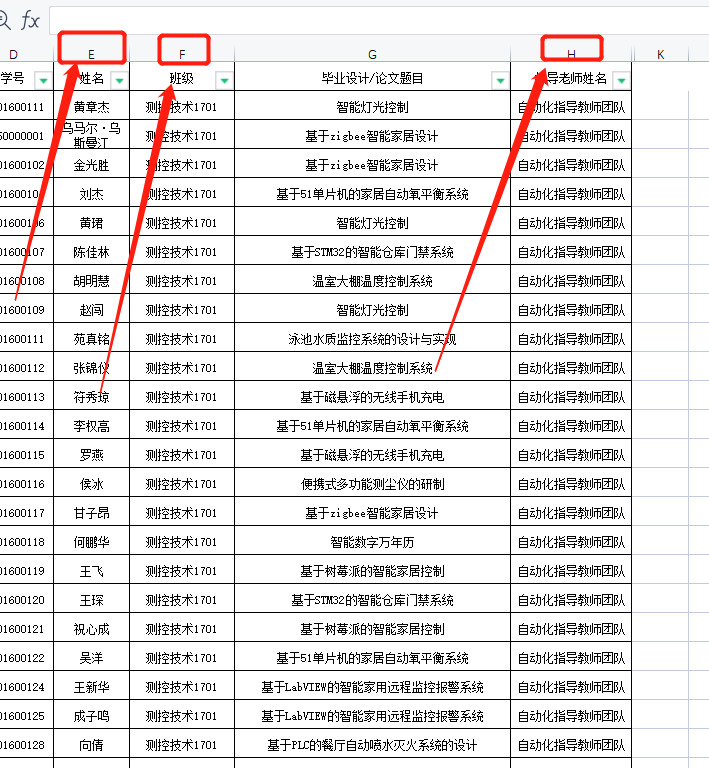 fx
D E F G H K
学号 姓名 班级 毕业设计/论文题目 指导老师姓名
01600111 黄章杰 测控技术1701 智能灯光控制 自动化指导教师团队
60000001 乌马尔·乌斯曼江 测控技术1701 基于zigbee智能家居设计 自动化指导教师团队
01600102 金光胜 测控技术1701 基于zigbee智能家居设计 自动化指导教师团队
0160010 刘杰 测控技术1701 基于51单片机的家居自动氧平衡系统 自动化指导教师团队
01600106 黄珺 测控技术1701 智能灯光控制 自动化指导教师团队
01600107 陈佳林 测控技术1701 基于STM32的智能仓库门禁系统 自动化指导教师团队
01600108 胡明慧 测控技术1701 温室大棚温度控制系统 自动化指导教师团队
01600109 赵闯 测控技术1701 智能灯光控制 自动化指导教师团队
01600111 苑真铭 测控技术1701 泳池水质监控系统的设计与实现 自动化指导教师团队
01600112 张锦仪 测控技术1701 温室大棚温度控制系统 自动化指导教师团队
01600113 符秀琼 测控技术1701 基于磁悬浮的无线手机充电 自动化指导教师团队
01600114 李权高 测控技术1701 基于51单片机的家居自动氧平衡系统 自动化指导教师团队
01600115 罗燕 测控技术1701 基于磁悬浮的无线手机充电 自动化指导教师团队
01600116 侯冰 测控技术1701 便携式多功能测尘仪的研制 自动化指导教师团队
01600117 甘子昂 测控技术1701 基于zigbee智能家居设计 自动化指导教师团队
01600118 何鹏华 测控技术1701 智能数字万年历 自动化指导教师团队
01600119 王飞 测控技术1701 基于树莓派的智能家居控制 自动化指导教师团队
01600120 王琛 测控技术1701 基于STM32的智能仓库门禁系统 自动化指导教师团队
01600121 祝心成 测控技术1701 基于树莓派的智能家居控制 自动化指导教师团队
01600122 吴洋 测控技术1701 基于51单片机的家居自动氧平衡系统 自动化指导教师团队
01600124 王新华 测控技术1701 基于LabVIEW的智能家用远程监控报警系统 自动化指导教师团队
01600125 成子鸣 测控技术1701 基于LabVIEW的智能家用远程监控报警系统 自动化指导教师团队
01600128 向倩 测控技术1701 基于PLC的餐厅自动喷水灭火系统的设计 自动化指导教师团队